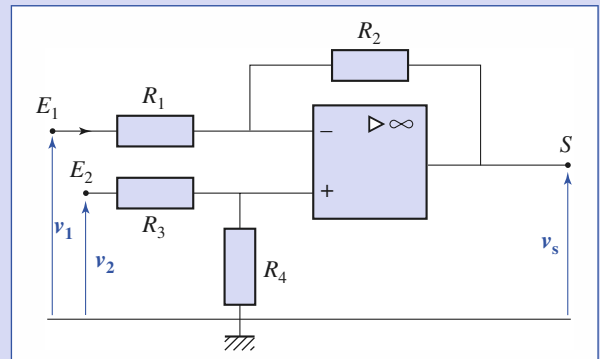 R₂
E₁
R₁
▷ ∞
−
S
E₂
+
R₃
v₁
v₂
R₄
vₛ